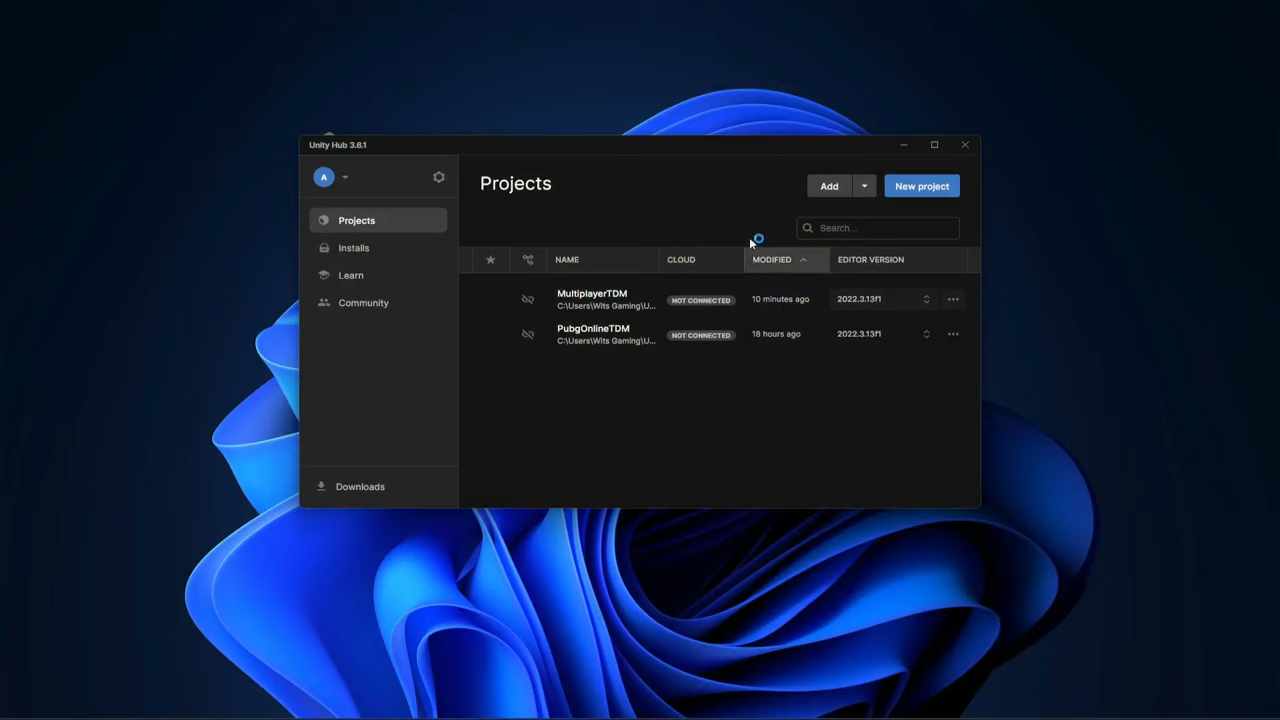 Unity Hub 3.6.1
A
Projects
Installs
Learn
Community
Downloads
Projects
Add
New project
Search...
NAME CLOUD MODIFIED EDITOR VERSION
MultiplayerTDM NOT CONNECTED 10 minutes ago 2022.3.13f1
C:\Users\Wits Gaming\U...
PubgOnlineTDM NOT CONNECTED 18 hours ago 2022.3.13f1
C:\Users\Wits Gaming\U...